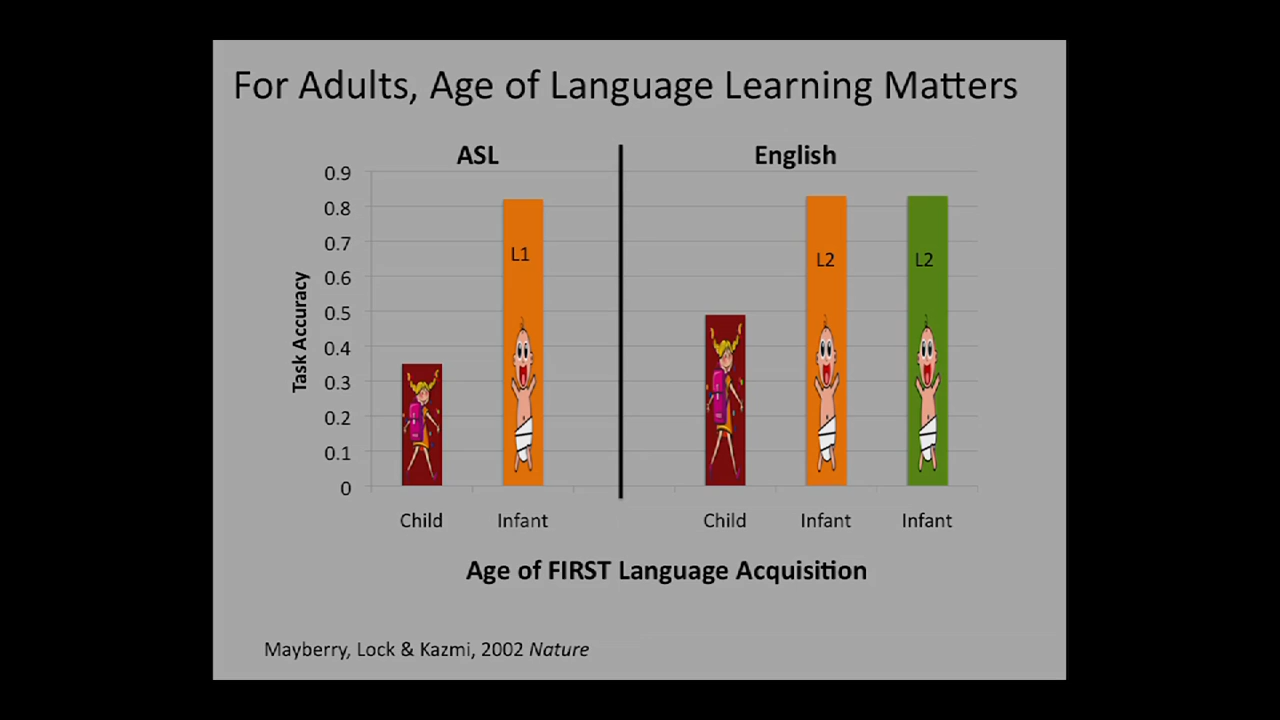 For Adults, Age of Language Learning Matters
ASL
English
0.9
0.8
0.7
0.6
0.5
0.4
0.3
0.2
0.1
0
Task Accuracy
L1
L2
L2
Child
Infant
Child
Infant
Infant
Age of FIRST Language Acquisition
Mayberry, Lock & Kazmi, 2002 Nature